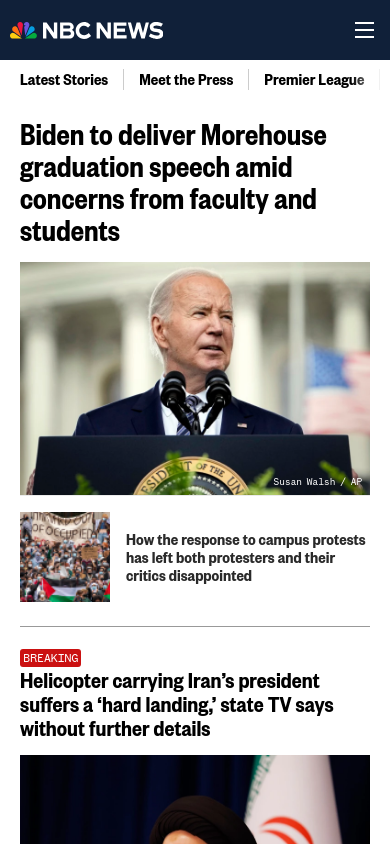 NBC NEWS
Latest Stories
Meet the Press
Premier League
Biden to deliver Morehouse
graduation speech amid
concerns from faculty and
students
Susan Walsh / AP
How the response to campus protests
has left both protesters and their
critics disappointed
BREAKING
Helicopter carrying Iran’s president
suffers a ‘hard landing,’ state TV says
without further details